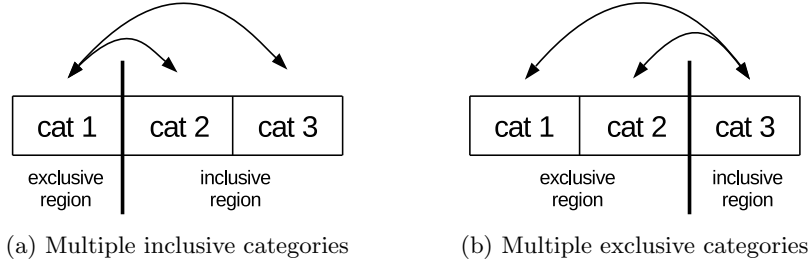 cat 1 cat 2 cat 3
exclusive region
inclusive region
(a) Multiple inclusive categories
cat 1 cat 2 cat 3
exclusive region
inclusive region
(b) Multiple exclusive categories